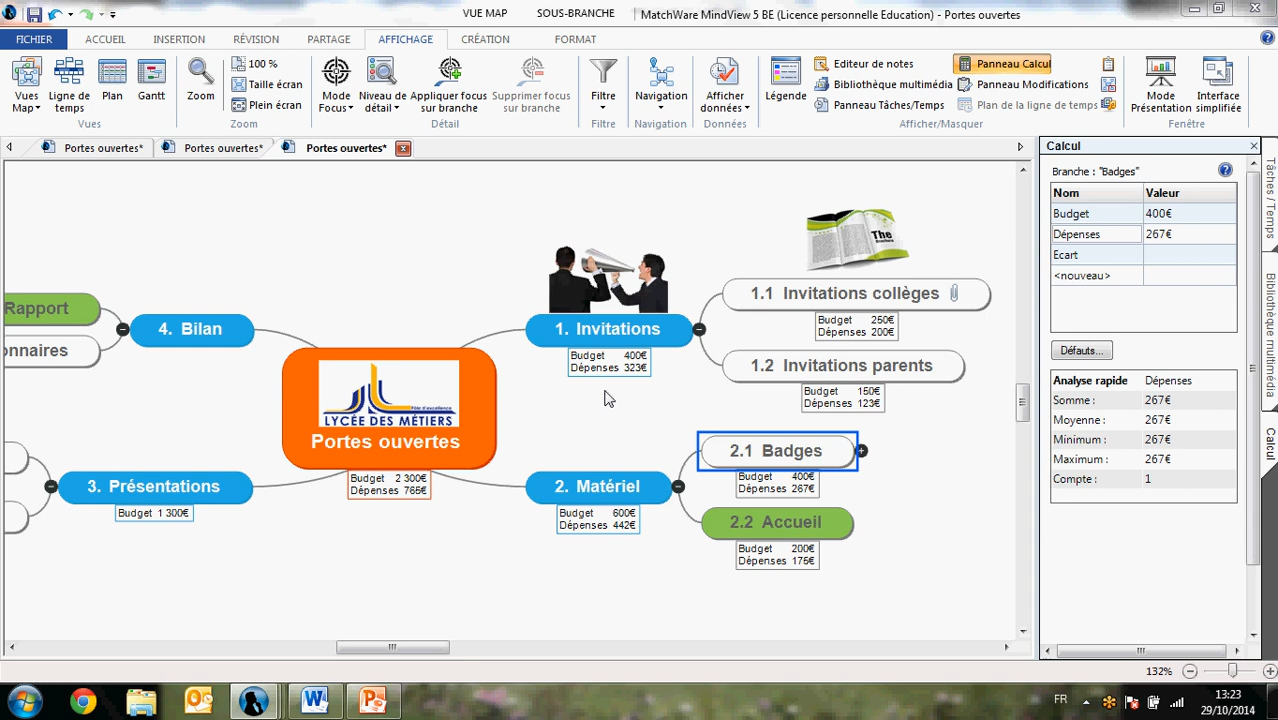 VUE MAP SOUS-BRANCHE MatchWare MindView 5 BE (Licence personnelle Education) - Portes ouvertes
FICHIER ACCUEIL INSERTION RÉVISION PARTAGE AFFICHAGE CRÉATION FORMAT
Vues Map
Ligne de temps
Plan
Gantt
Vues
Zoom
100 %
Taille écran
Plein écran
Zoom
Mode Focus
Niveau de détail
Appliquer focus sur branche
Supprimer focus sur branche
Détail
Filtre
Filtre
Navigation
Navigation
Afficher données
Données
Légende
Editeur de notes
Bibliothèque multimédia
Panneau Tâches/Temps
Panneau Calcul
Panneau Modifications
Plan de la ligne de temps
Afficher/Masquer
Mode Présentation
Interface simplifiée
Fenêtre
Portes ouvertes* Portes ouvertes* Portes ouvertes*
Rapport
onnaires
4. Bilan
3. Présentations
Budget 1 300€
Pôle d'excellence
LYCÉE DES MÉTIERS
Portes ouvertes
Budget 2 300€
Dépenses 765€
1. Invitations
Budget 400€
Dépenses 323€
The
Brochure
1.1 Invitations collèges
Budget 250€
Dépenses 200€
1.2 Invitations parents
Budget 150€
Dépenses 123€
2. Matériel
Budget 600€
Dépenses 442€
2.1 Badges
Budget 400€
Dépenses 267€
2.2 Accueil
Budget 200€
Dépenses 175€
Calcul
Branche : "Badges"
Nom Valeur
Budget 400€
Dépenses 267€
Ecart
<nouveau>
Défauts...
Analyse rapide Dépenses
Somme : 267€
Moyenne : 267€
Minimum : 267€
Maximum : 267€
Compte : 1
Tâches / Temps
Bibliothèque multimédia
Calcul
132%
FR
13:23
29/10/2014